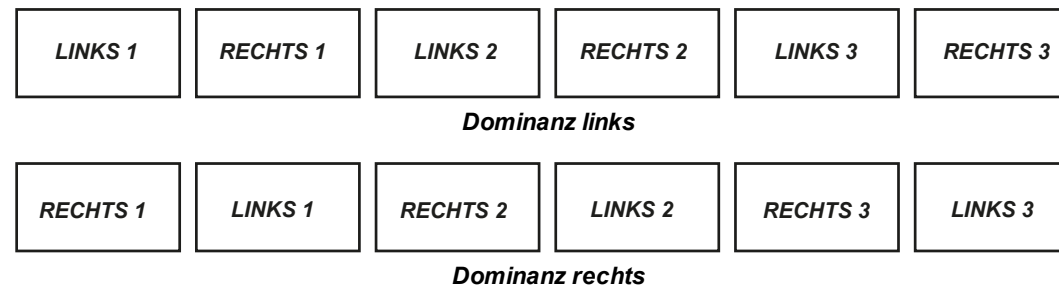 LINKS 1 RECHTS 1 LINKS 2 RECHTS 2 LINKS 3 RECHTS 3
Dominanz links
RECHTS 1 LINKS 1 RECHTS 2 LINKS 2 RECHTS 3 LINKS 3
Dominanz rechts